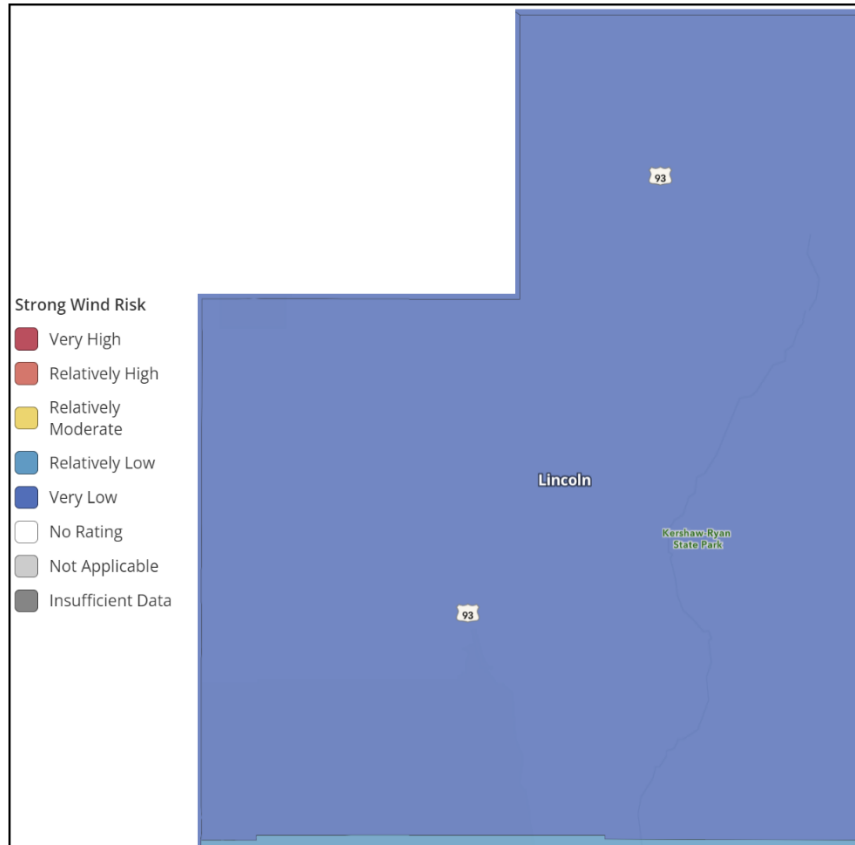 93
Strong Wind Risk
Very High
Relatively High
Relatively
Moderate
Relatively Low
Very Low
No Rating
Not Applicable
Insufficient Data
Lincoln
Kershaw-Ryan
State Park
93